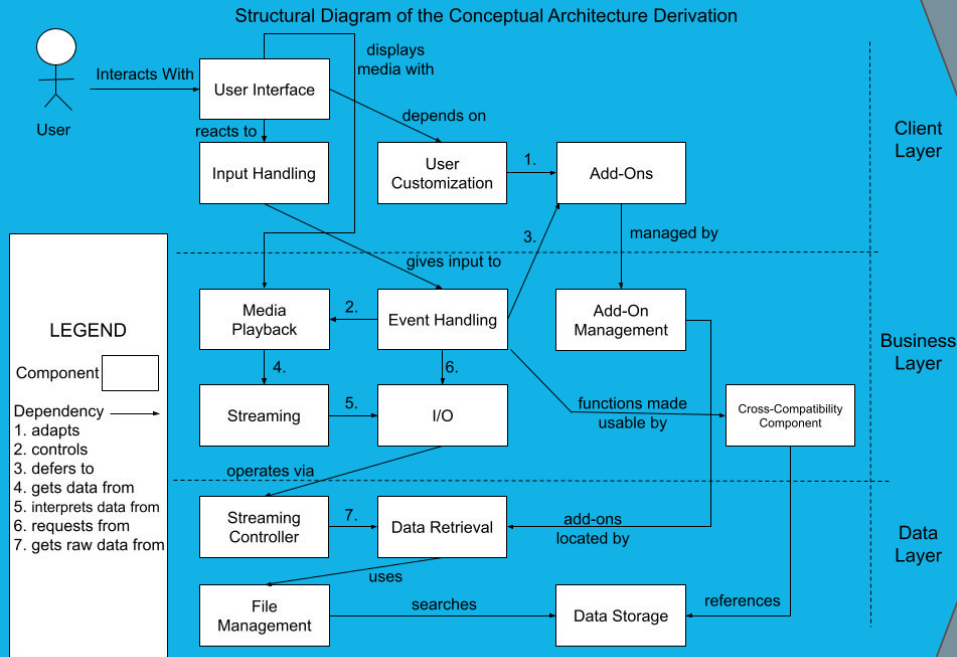 Structural Diagram of the Conceptual Architecture Derivation
displays
media with
Interacts With
User Interface
User
depends on
reacts to
Client
Layer
Input Handling
User
Customization
1.
Add-Ons
3.
managed by
gives input to
LEGEND
Component
Dependency
1. adapts
2. controls
3. defers to
4. gets data from
5. interprets data from
6. requests from
7. gets raw data from
Media
Playback
2.
Event Handling
Add-On
Management
Business
Layer
4.
6.
Streaming
5.
I/O
functions made
usable by
Cross-Compatibility
Component
operates via
Streaming
Controller
7.
Data Retrieval
add-ons
located by
Data
Layer
uses
File
Management
searches
Data Storage
references